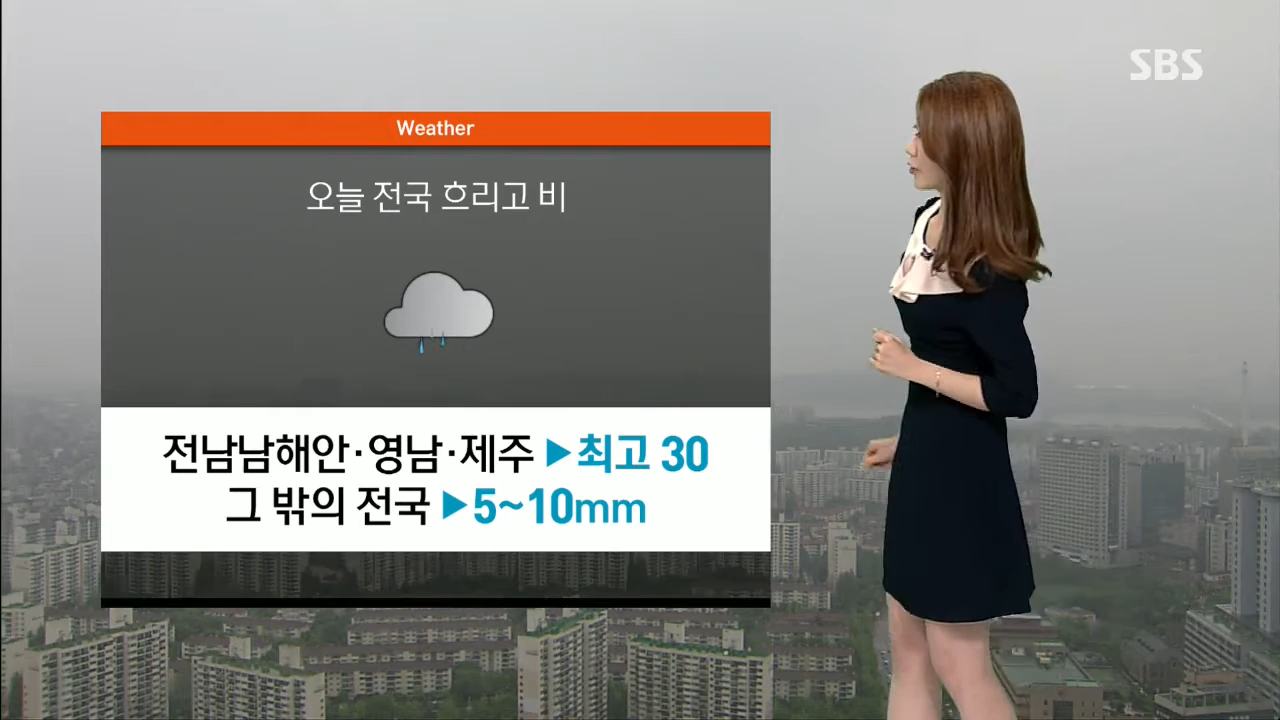 SBS
Weather
오늘 전국 흐리고 비
전남남해안·영남·제주 ▶최고 30
그 밖의 전국 ▶5~10mm